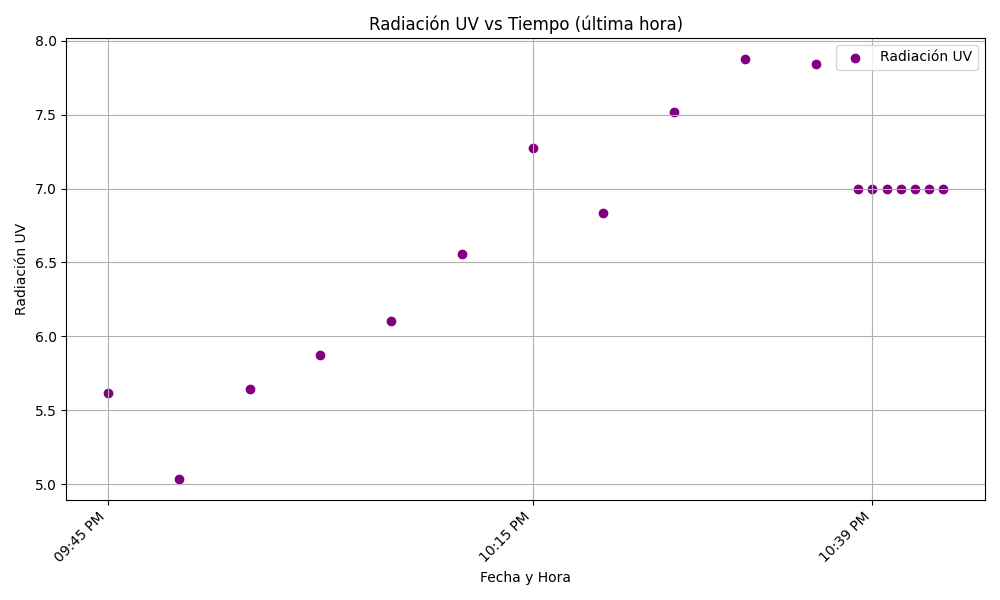 Radiación UV vs Tiempo (última hora)
Radiación UV
8.0
7.5
7.0
6.5
6.0
5.5
5.0
Radiación UV
09:45 PM
10:15 PM
10:39 PM
Fecha y Hora